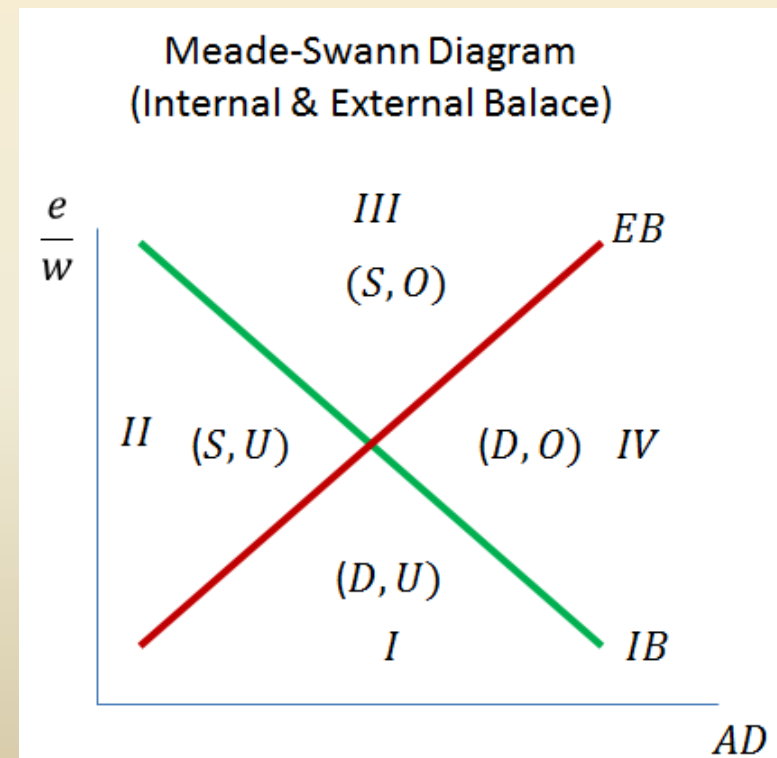 Meade-Swann Diagram
(Internal & External Balace)
e
w
III
EB
(S, O)
II
(S, U)
(D, O)
IV
(D, U)
I
IB
AD